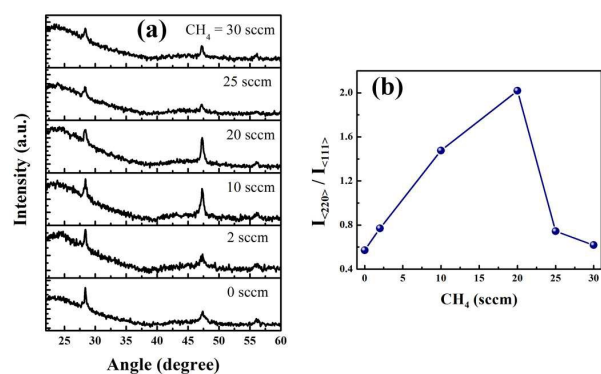 (a)
CH4 = 30 sccm
25 sccm
20 sccm
10 sccm
2 sccm
0 sccm
Intensity (a.u.)
25 30 35 40 45 50 55 60
Angle (degree)
(b)
2.0
1.6
1.2
0.8
0.4
I<220> / I<111>
0 5 10 15 20 25 30
CH4 (sccm)